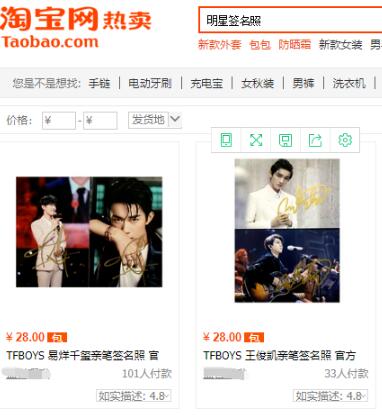 淘宝网热卖
Taobao.com
明星签名照
新款外套 包包 防晒霜 新款女装 男
您是不是想找: 手链 | 电动牙刷 | 充电宝 | 女秋装 | 男裤 | 洗衣机 |
价格: ¥ - ¥ 发货地
¥ 28.00 包
TFBOYS 易烊千玺亲笔签名照 官
101人付款
如实描述: 4.8
¥ 28.00 包
TFBOYS 王俊凯亲笔签名照 官方
33人付款
如实描述: 4.8